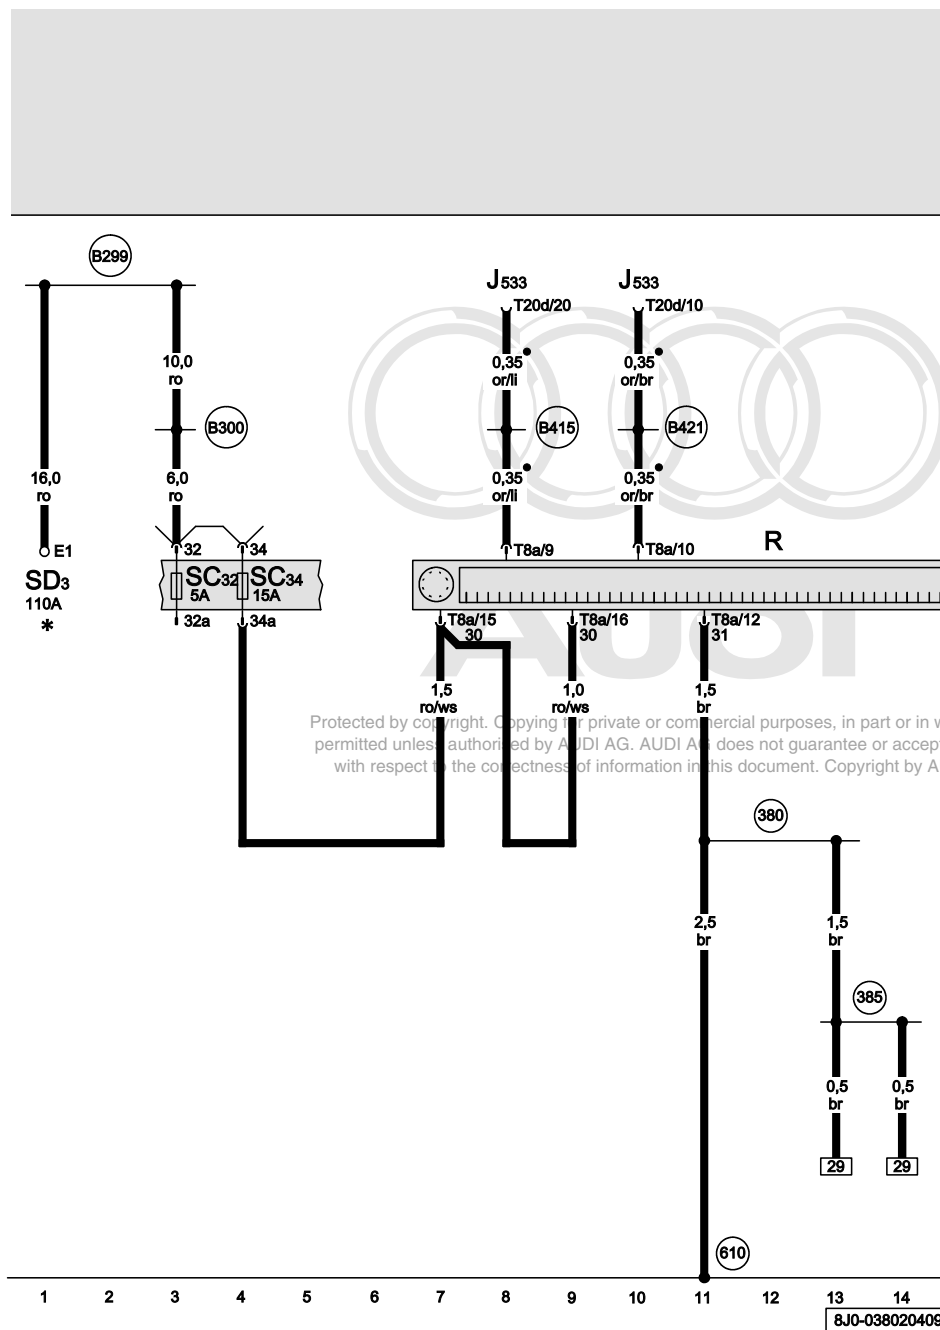 B299
J533 J533
T20d/20 T20d/10
10,0 0,35 0,35
ro or/li or/br
B300 B415 B421
16,0 6,0 0,35 0,35
ro ro or/li or/br
E1 32 34 T8a/9 T8a/10 R
SD3 SC32 SC34
110A 5A 15A
*
32a 34a T8a/15 T8a/16 T8a/12
30 30 31
AUDI
1,5 1,0 1,5
ro/ws ro/ws br
Protected by copyright. Copying for private or commercial purposes, in part or in w
permitted unless authorised by AUDI AG. AUDI AG does not guarantee or accept
with respect to the correctness of information in this document. Copyright by A
380
2,5 1,5
br br
385
0,5 0,5
br br
29 29
610
1 2 3 4 5 6 7 8 9 10 11 12 13 14
8J0-038020409